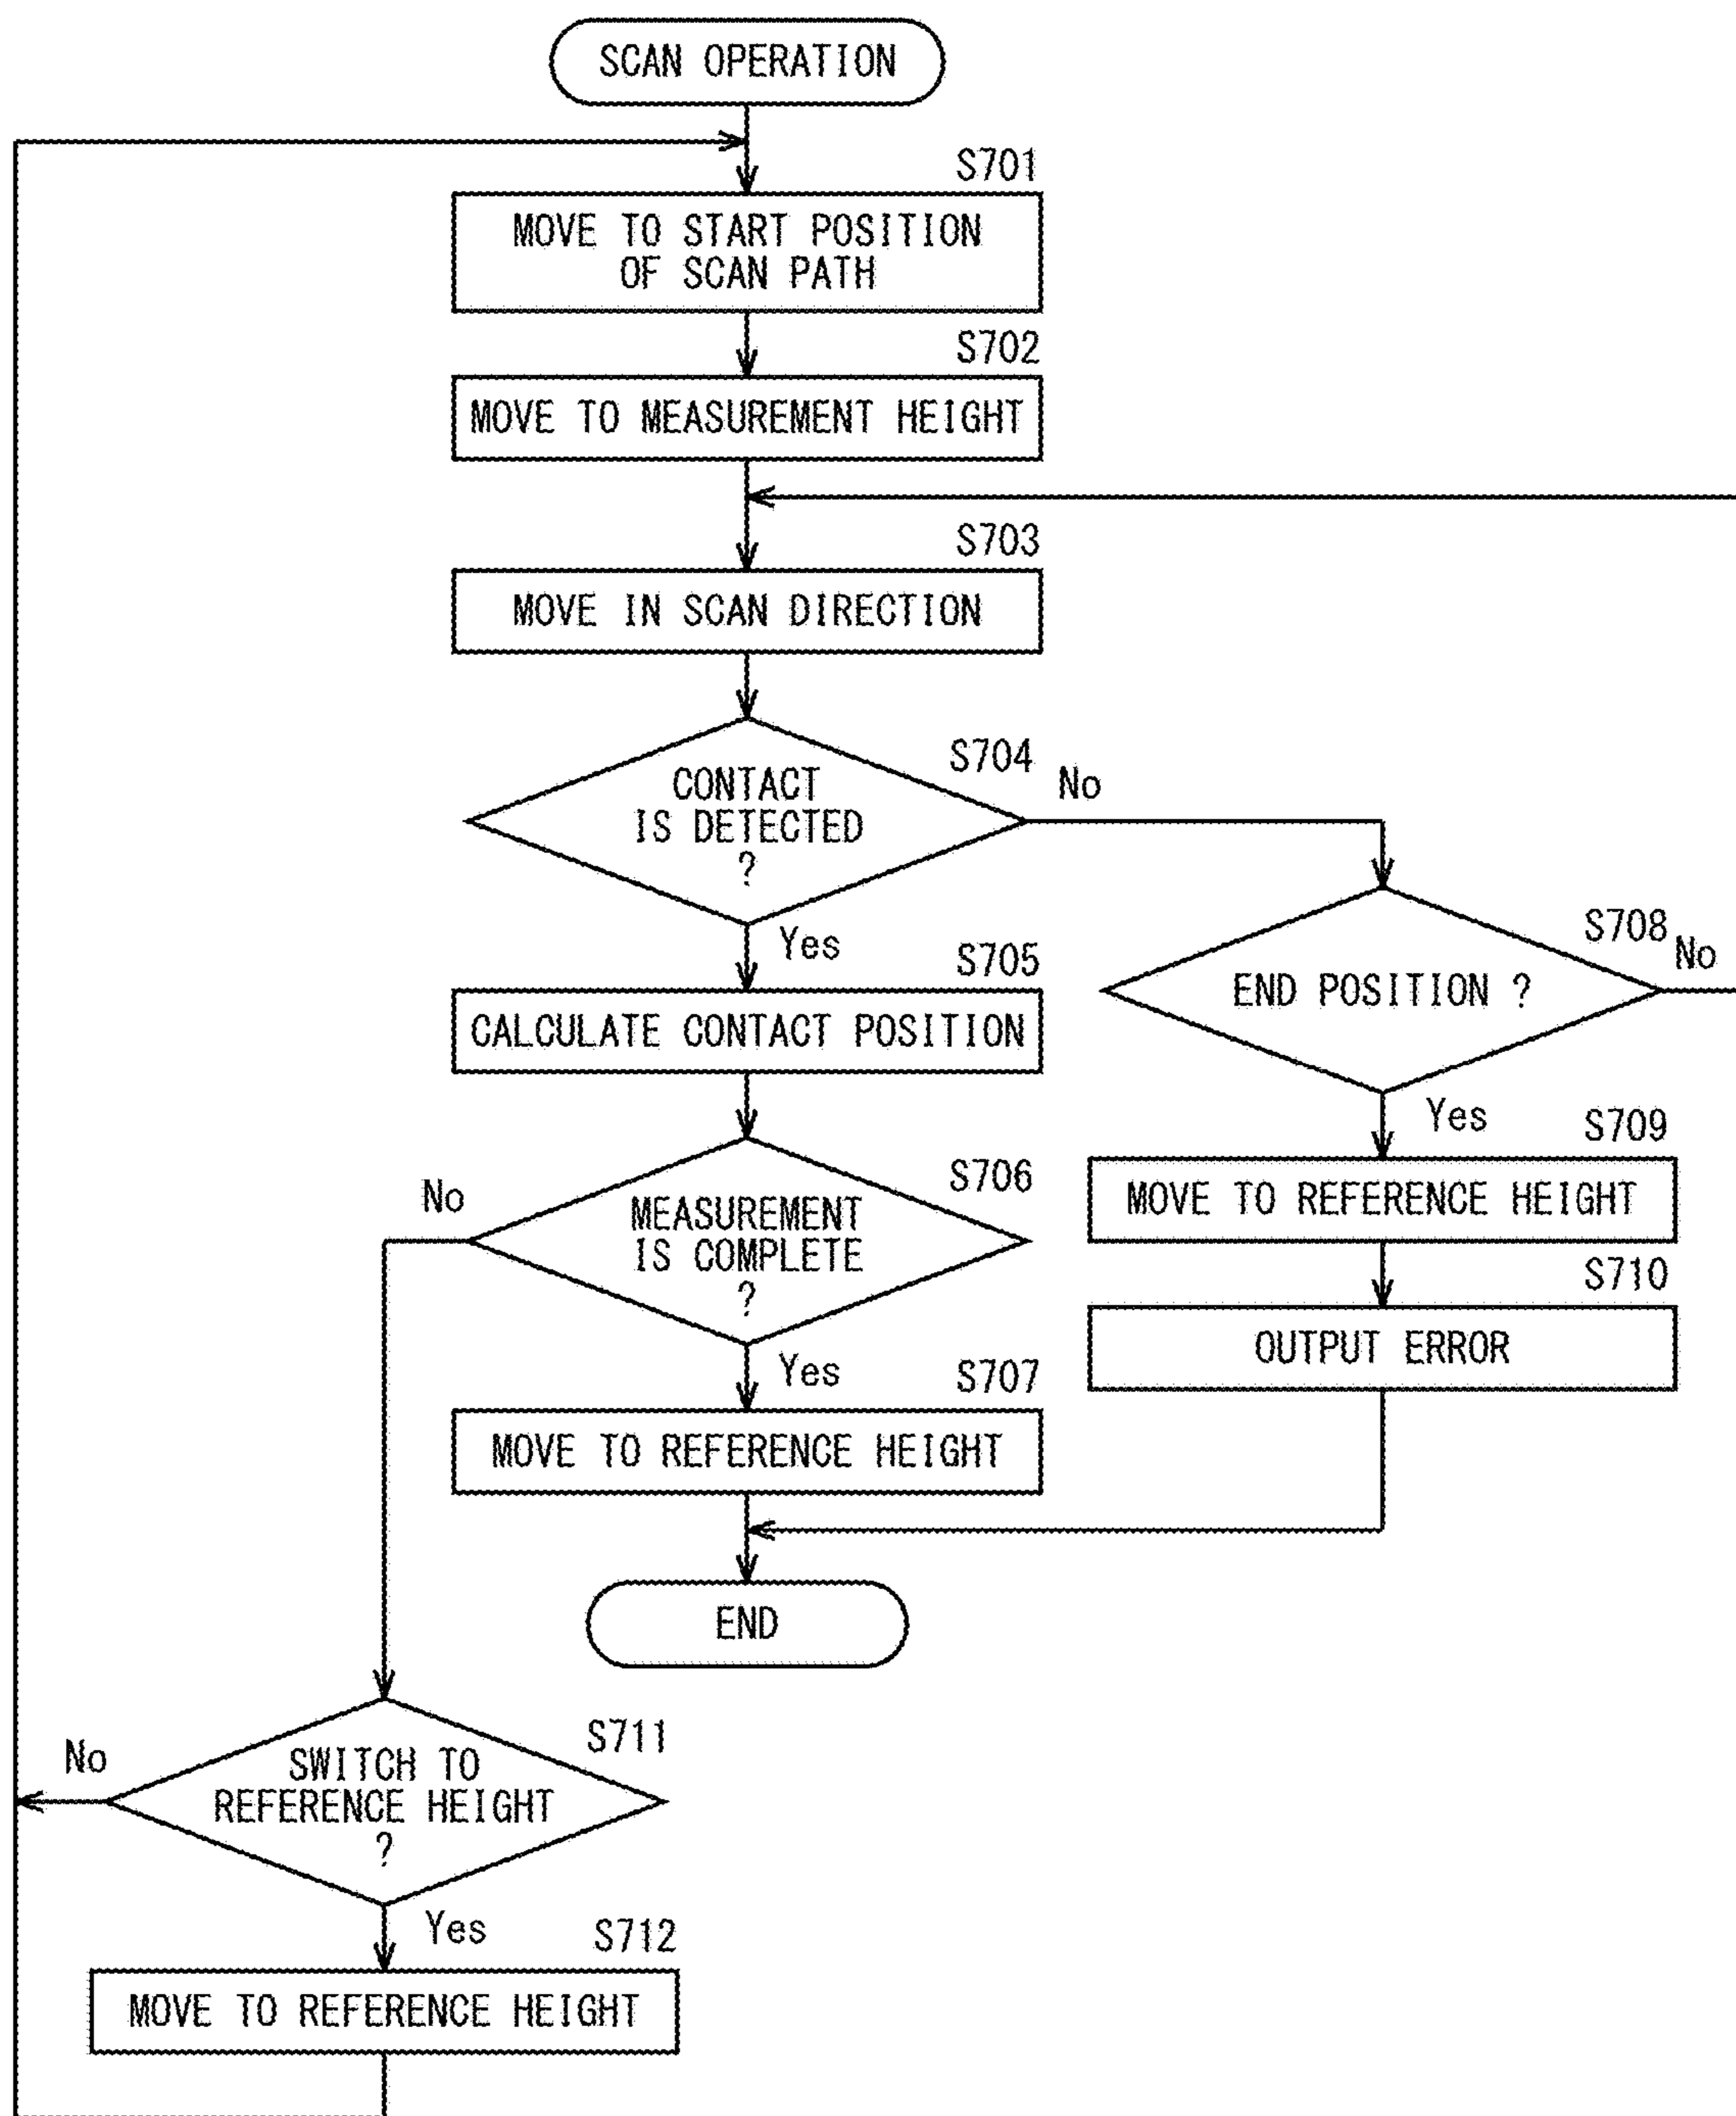 SCAN OPERATION
S701
MOVE TO START POSITION
OF SCAN PATH
S702
MOVE TO MEASUREMENT HEIGHT
S703
MOVE IN SCAN DIRECTION
S704
CONTACT
IS DETECTED
?
No
Yes
S708
END POSITION ?
No
Yes
S705
CALCULATE CONTACT POSITION
S706
MEASUREMENT
IS COMPLETE
?
No
Yes
S709
MOVE TO REFERENCE HEIGHT
S710
OUTPUT ERROR
S707
MOVE TO REFERENCE HEIGHT
END
S711
SWITCH TO
REFERENCE HEIGHT
?
No
Yes
S712
MOVE TO REFERENCE HEIGHT